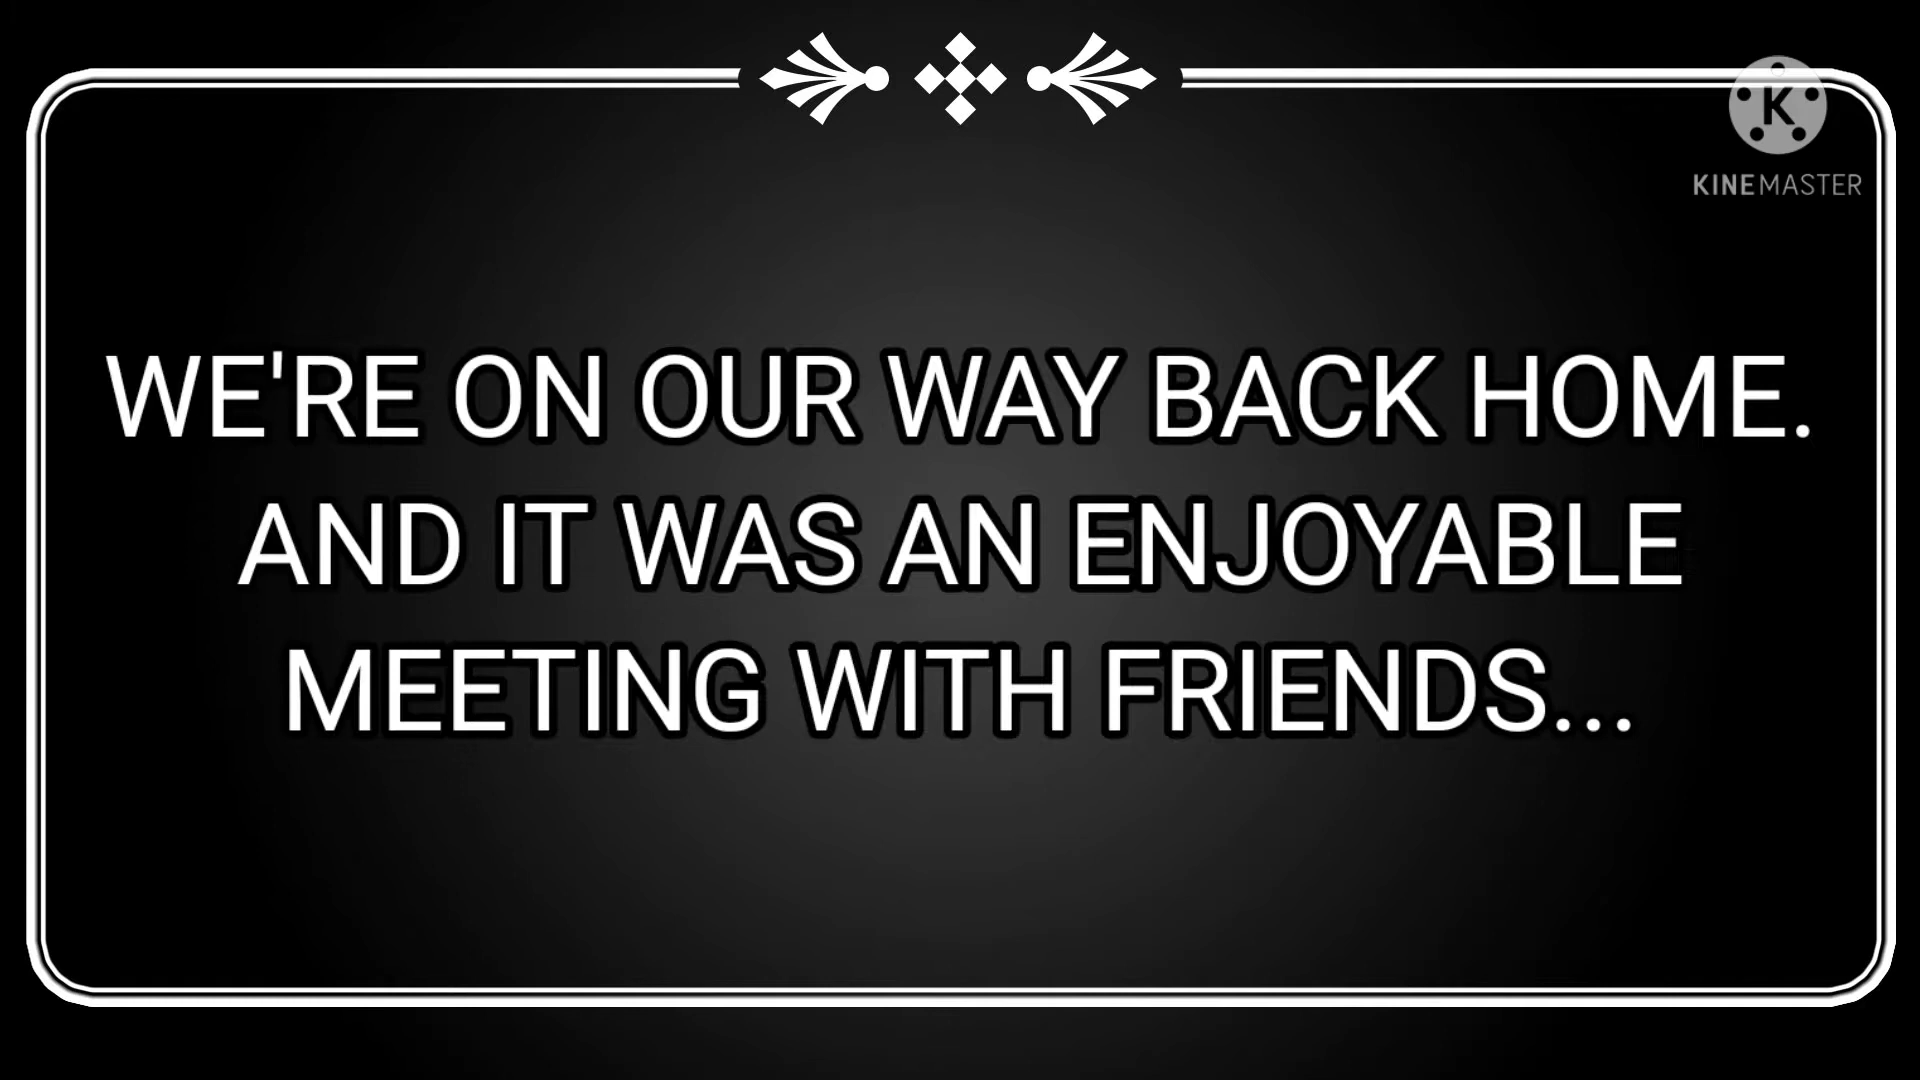 K
KINEMASTER
WE'RE ON OUR WAY BACK HOME.
AND IT WAS AN ENJOYABLE
MEETING WITH FRIENDS...